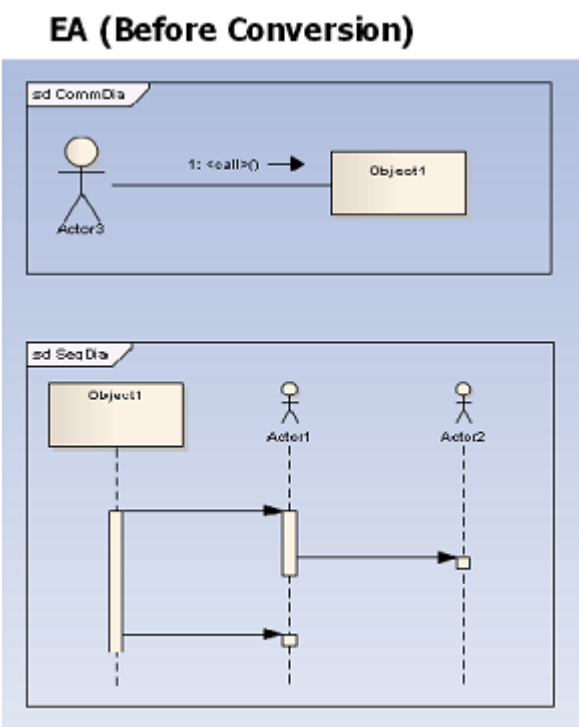 EA (Before Conversion)
sd CommDia
1: <call>()
Object1
Actor3
sd SeqDia
Object1
Actor1
Actor2